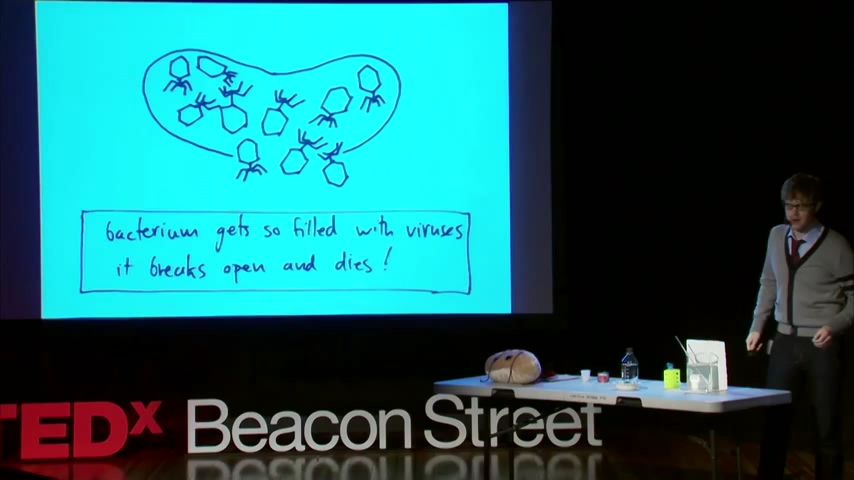 bacterium gets so filled with viruses
it breaks open and dies!
TEDx Beacon Street